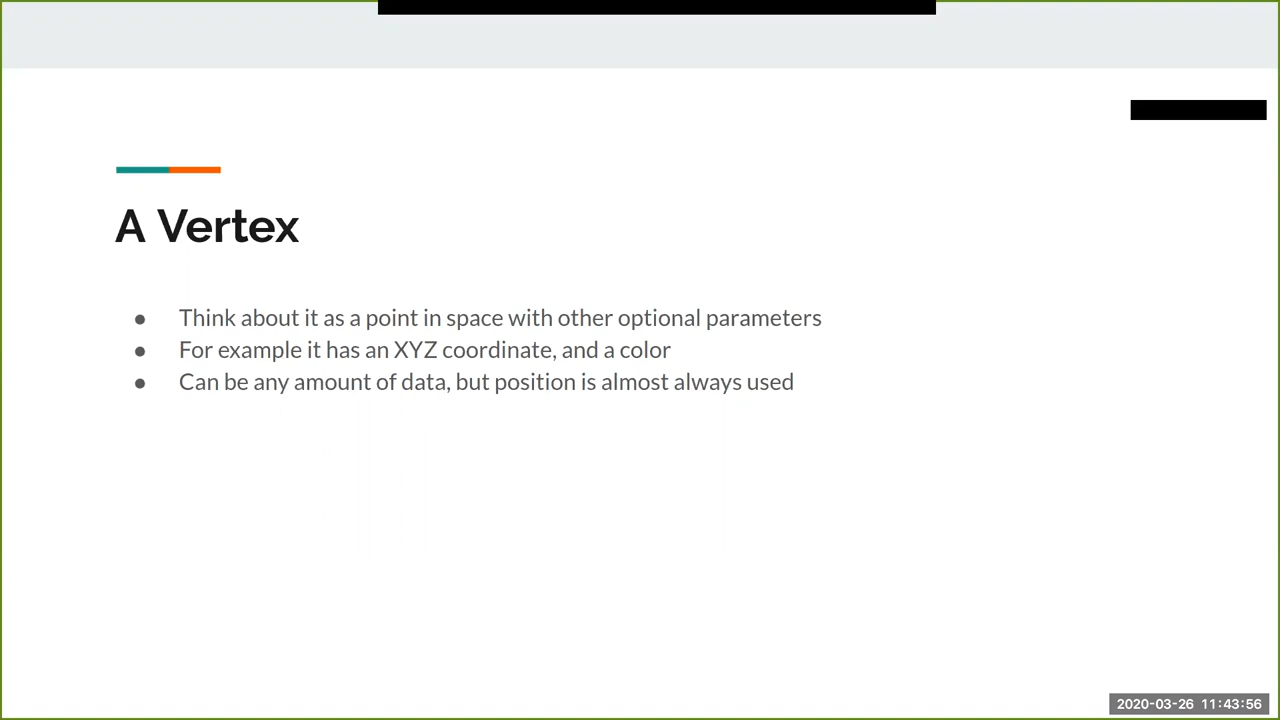 A Vertex
● Think about it as a point in space with other optional parameters
● For example it has an XYZ coordinate, and a color
● Can be any amount of data, but position is almost always used
2020-03-26 11:43:56